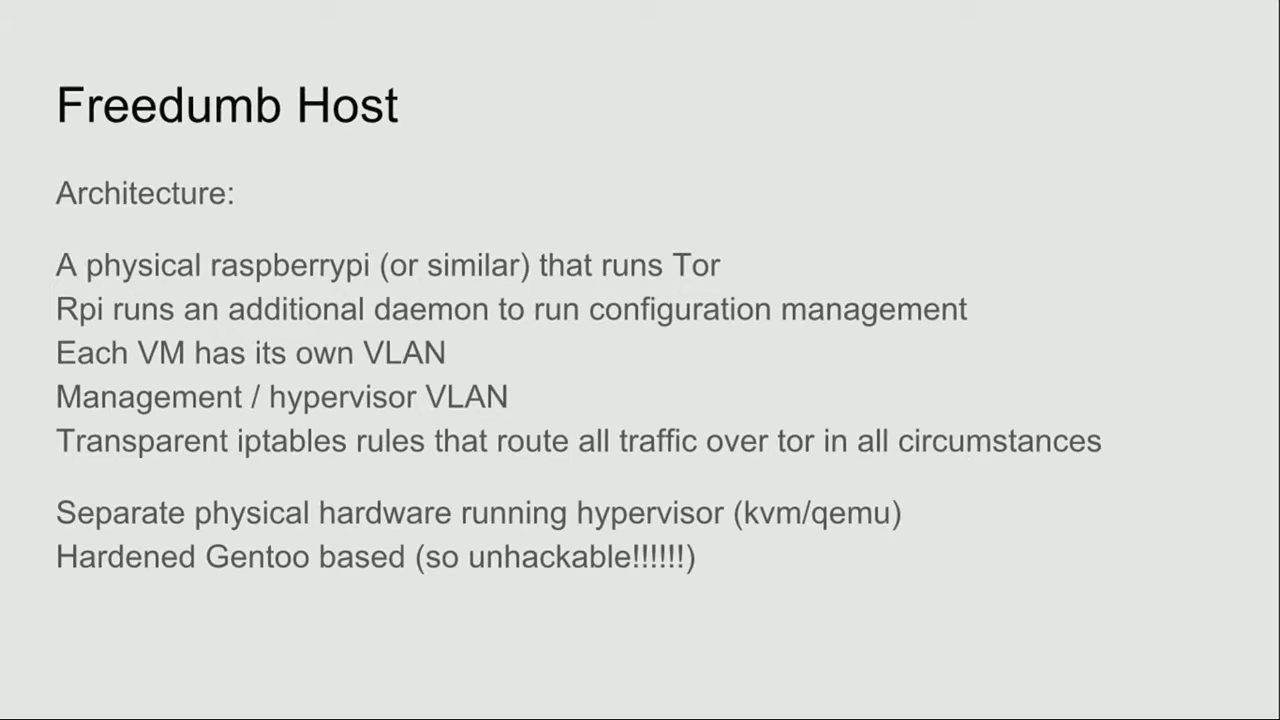 Freedumb Host
Architecture:
A physical raspberrypi (or similar) that runs Tor
Rpi runs an additional daemon to run configuration management
Each VM has its own VLAN
Management / hypervisor VLAN
Transparent iptables rules that route all traffic over tor in all circumstances
Separate physical hardware running hypervisor (kvm/qemu)
Hardened Gentoo based (so unhackable!!!!!!)